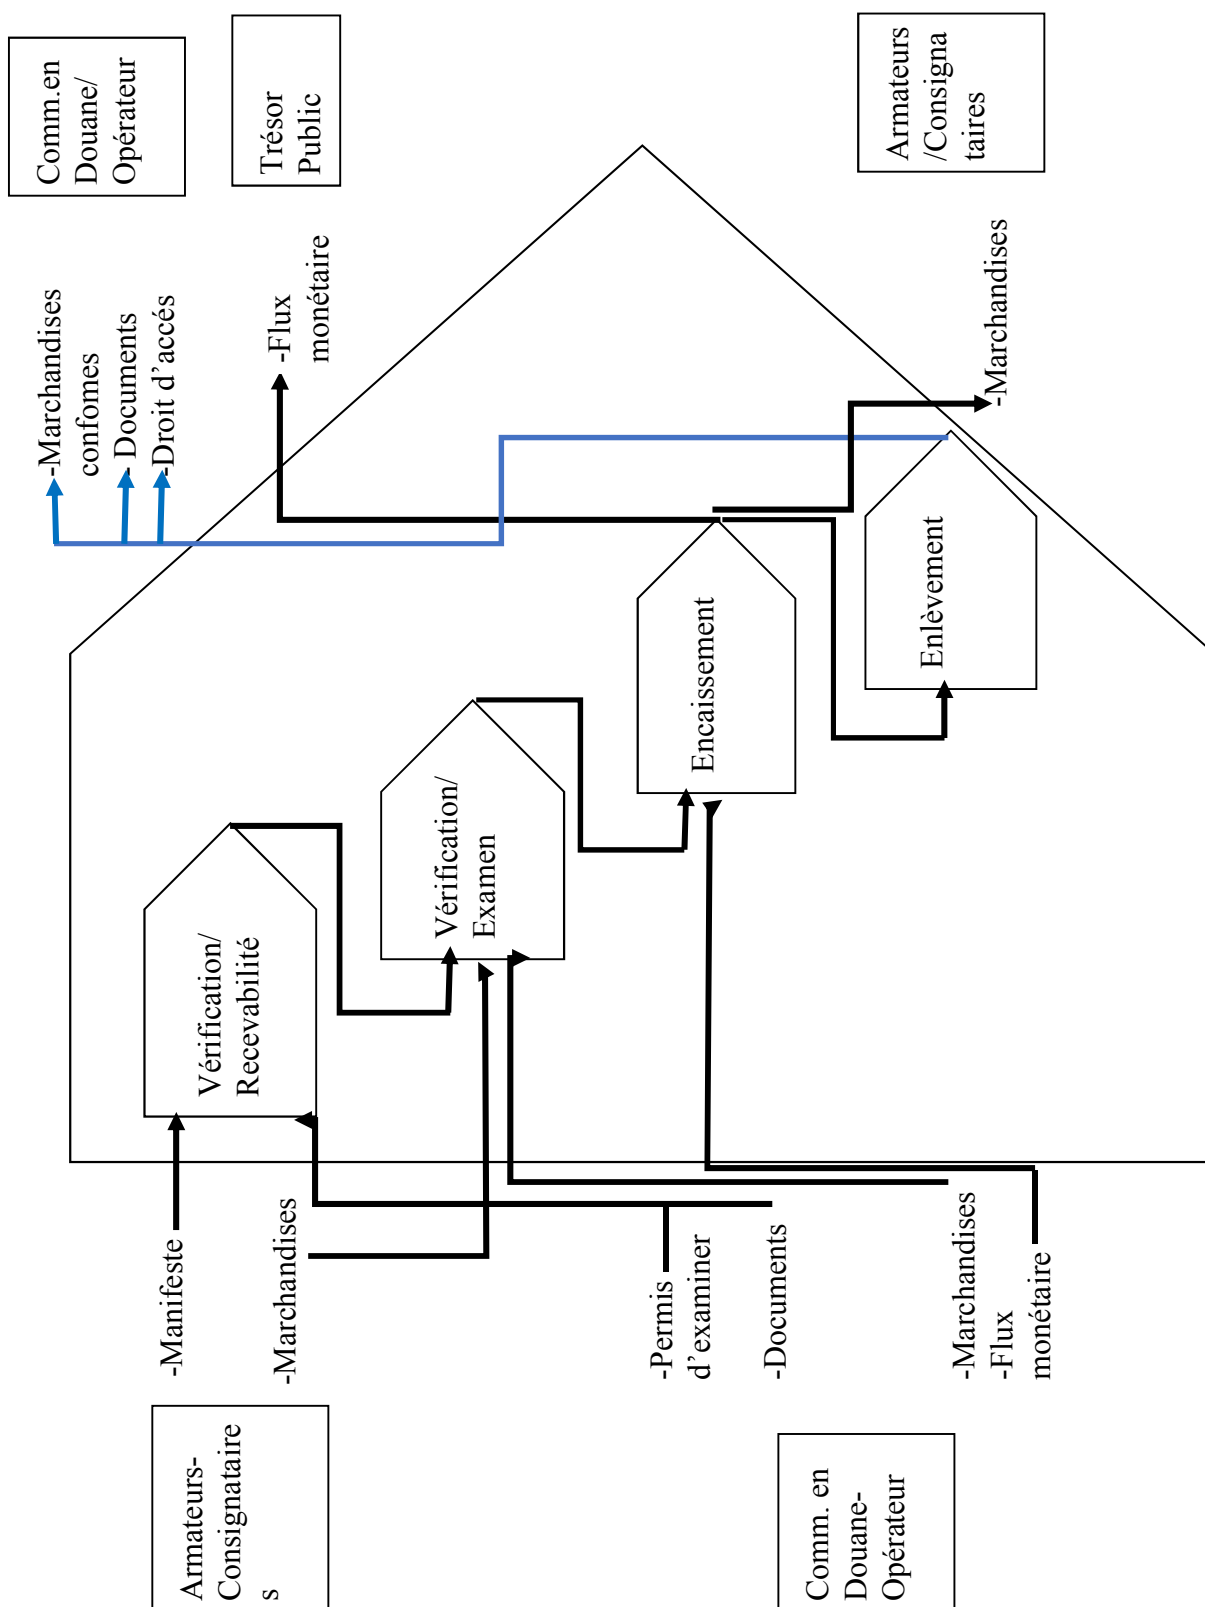 Armateurs-
Consignataire
s
-Manifeste
-Marchandises
Comm. en
Douane-
Opérateur
-Permis
d'examiner
-Documents
-Marchandises
-Flux
monétaire
Vérification/
Recevabilité
Vérification/
Examen
Encaissement
Enlèvement
-Marchandises
confomes
- Documents
-Droit d'accés
-Flux
monétaire
-Marchandises
Comm.en
Douane/
Opérateur
Trésor
Public
Armateurs
/Consigna
taires